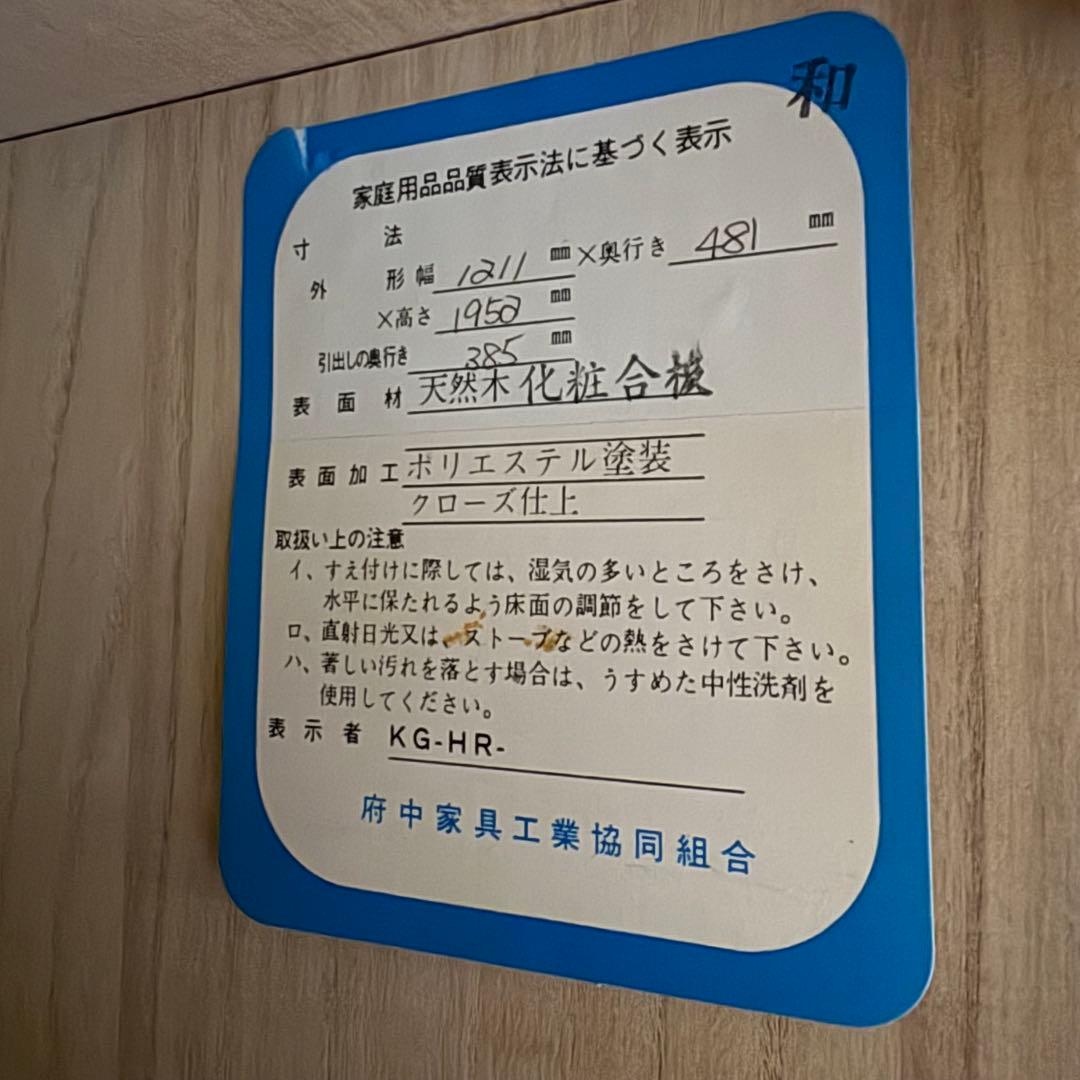 和
家庭用品品質表示法に基づく表示
寸法
外形幅 1211 mm ×奥行き 481 mm
×高さ 1950 mm
引出しの奥行き 385 mm
表面材 天然木化粧合板
表面加工 ポリエステル塗装
クローズ仕上
取扱い上の注意
イ、すえ付けに際しては、湿気の多いところをさけ、
水平に保たれるよう床面の調節をして下さい。
ロ、直射日光又は、ストーブなどの熱をさけて下さい。
ハ、著しい汚れを落とす場合は、うすめた中性洗剤を
使用してください。
表示者 KG-HR-
府中家具工業協同組合